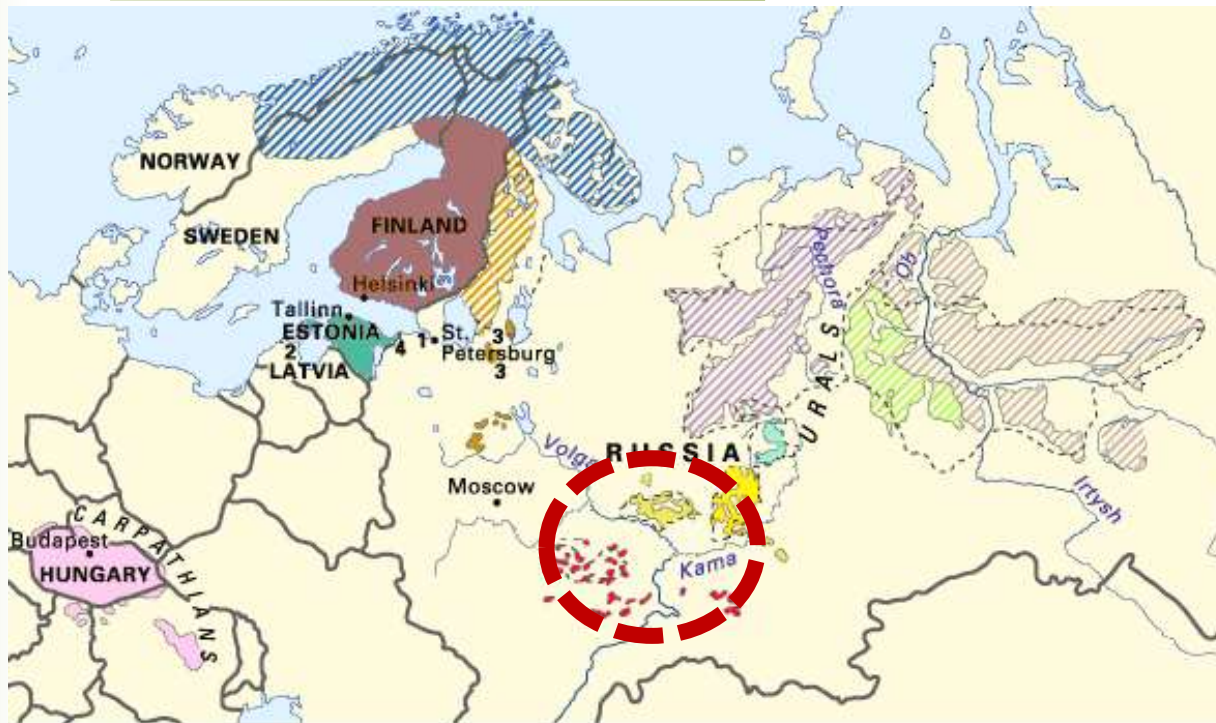 NORWAY
SWEDEN
FINLAND
Helsinki
Tallinn
ESTONIA
2
LATVIA
4
1
St.
Petersburg
3
3
Pechora
Ob
URALS
RUSSIA
Volga
Moscow
Irtysh
Kama
CARPATHIANS
Budapest
HUNGARY